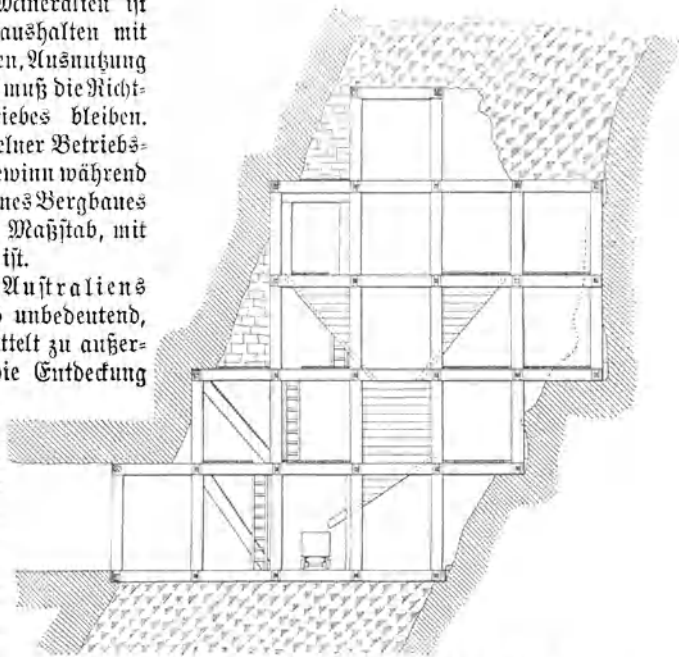 Mineralien ist
aushalten mit
en, Ausnutzung
muß die Richt=
iebes bleiben.
elner Betriebs=
ewinn während
nes Bergbaues
Maßstab, mit
ist.
Australiens
o unbedeutend,
ttelt zu außer=
die Entdeckung